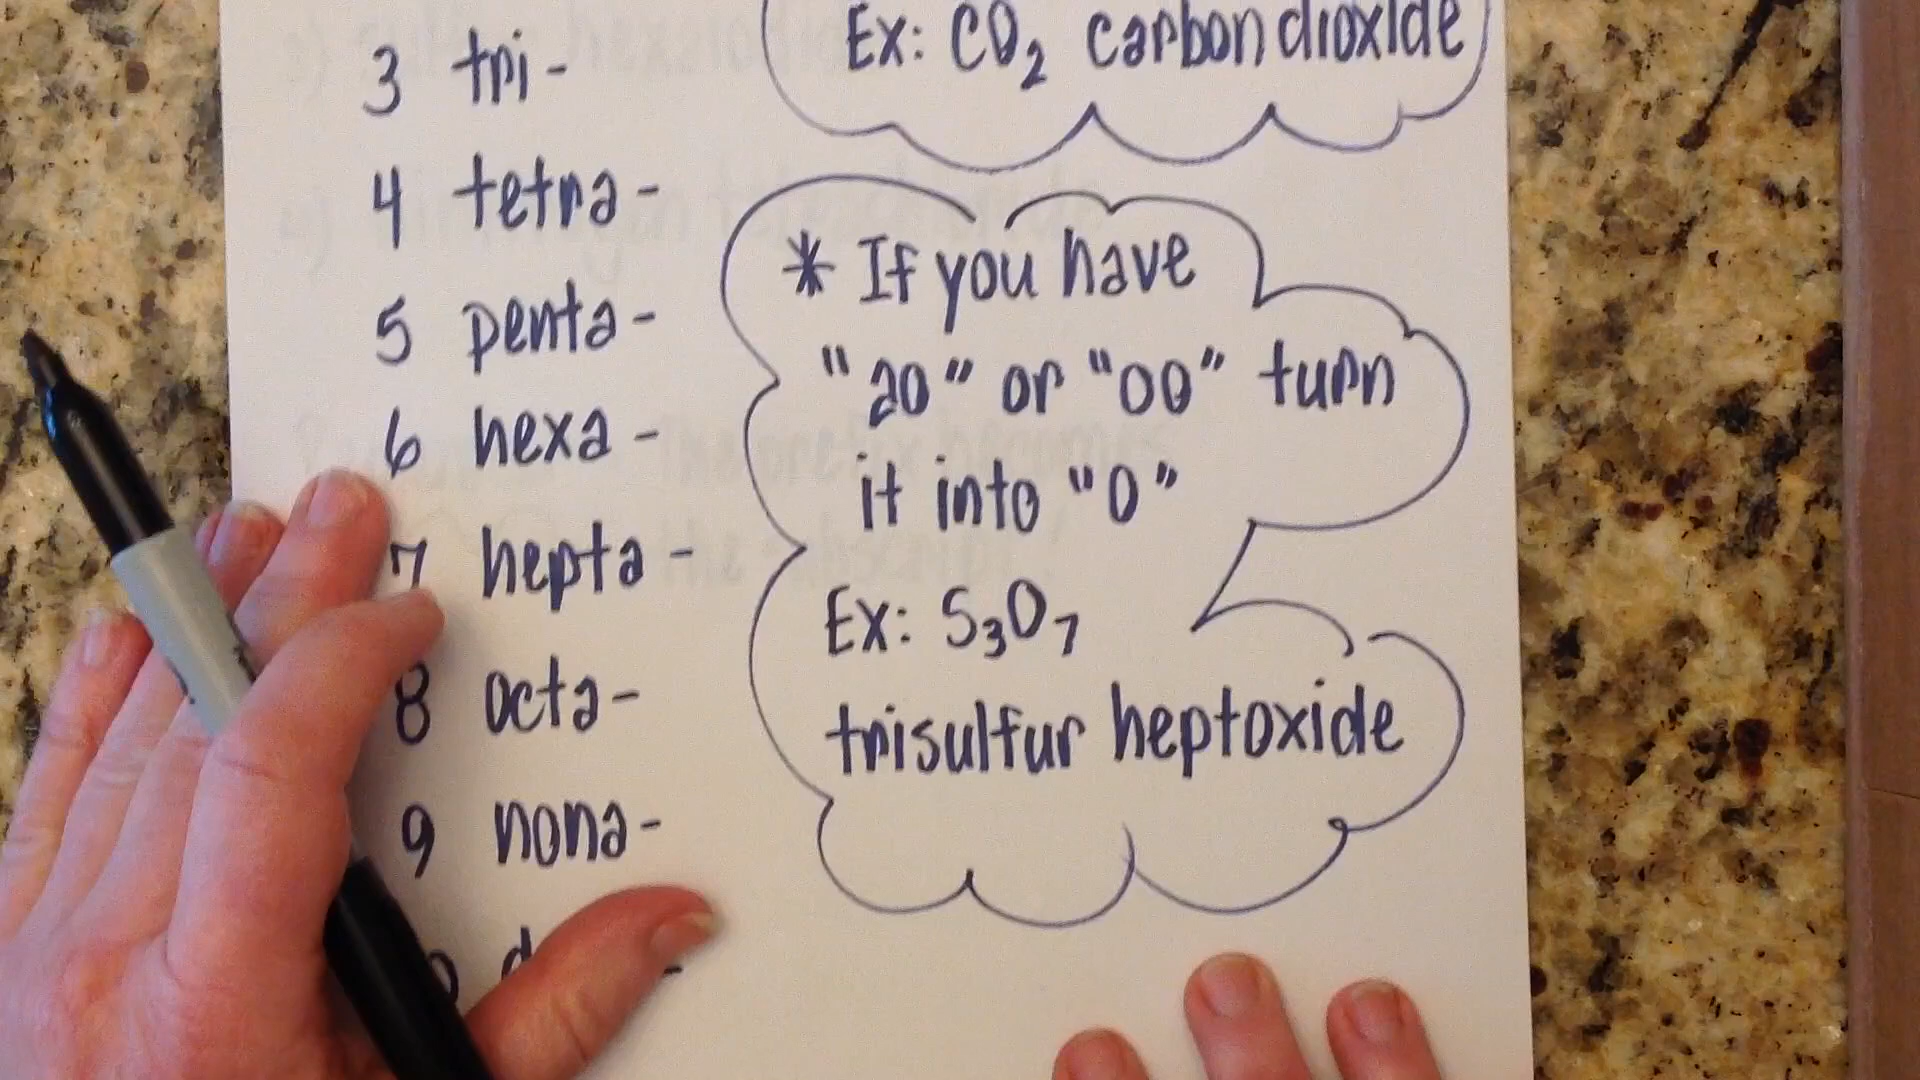 Ex: CO₂ carbon dioxide
3 tri-
4 tetra-
5 penta-
6 hexa-
7 hepta-
8 octa-
9 nona-
* If you have
"ao" or "oo" turn
it into "o"
Ex: S₃O₇
trisulfur heptoxide